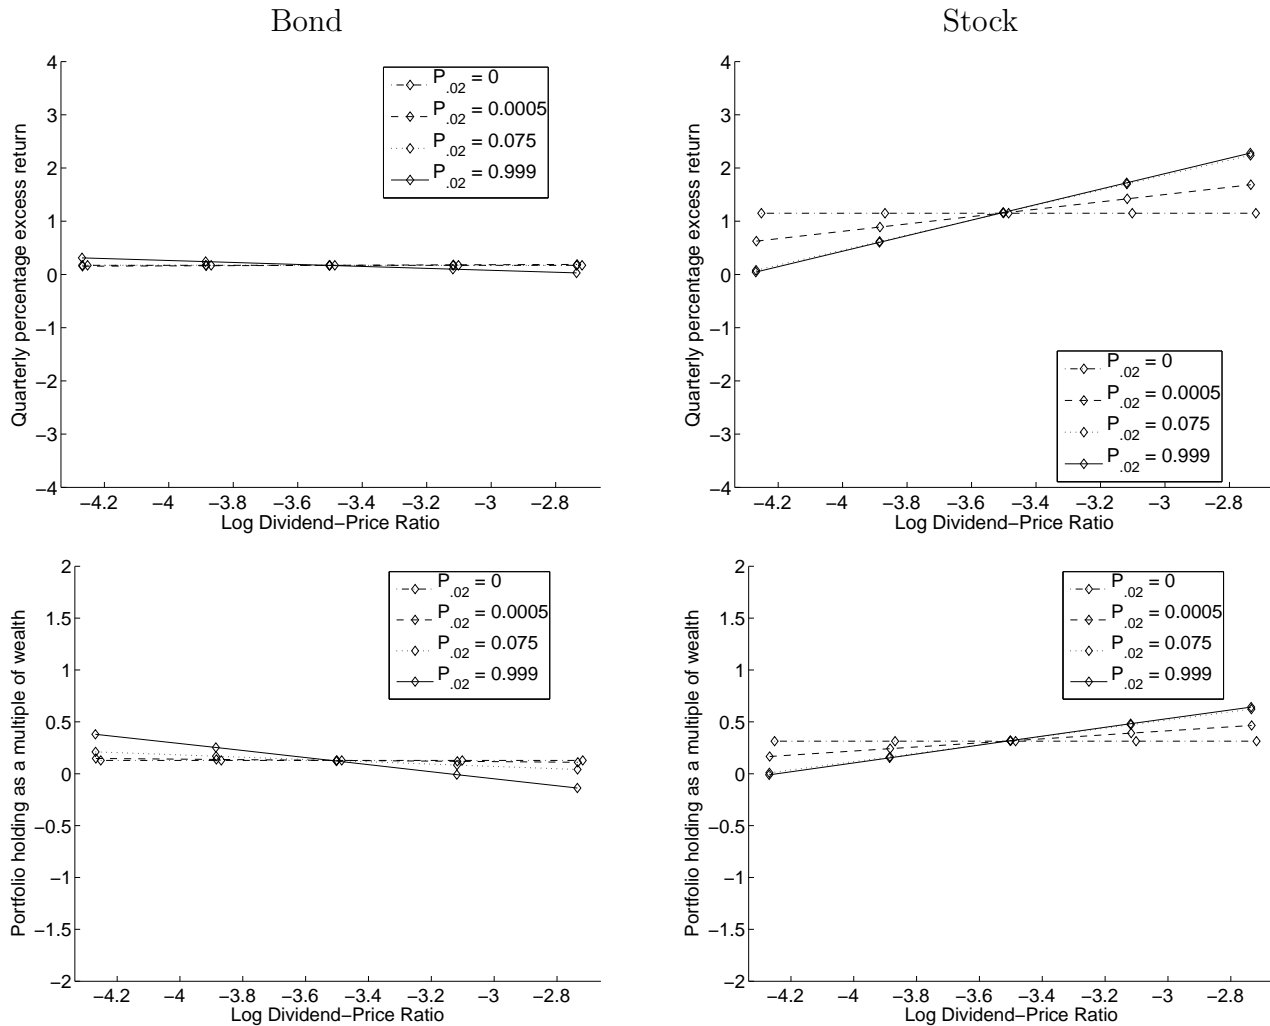 Bond
4
3
2
1
0
−1
−2
−3
−4
Quarterly percentage excess return
P.02 = 0
P.02 = 0.0005
P.02 = 0.075
P.02 = 0.999
−4.2 −4 −3.8 −3.6 −3.4 −3.2 −3 −2.8
Log Dividend−Price Ratio
Stock
4
3
2
1
0
−1
−2
−3
−4
Quarterly percentage excess return
P.02 = 0
P.02 = 0.0005
P.02 = 0.075
P.02 = 0.999
−4.2 −4 −3.8 −3.6 −3.4 −3.2 −3 −2.8
Log Dividend−Price Ratio
2
1.5
1
0.5
0
−0.5
−1
−1.5
−2
Portfolio holding as a multiple of wealth
P.02 = 0
P.02 = 0.0005
P.02 = 0.075
P.02 = 0.999
−4.2 −4 −3.8 −3.6 −3.4 −3.2 −3 −2.8
Log Dividend−Price Ratio
2
1.5
1
0.5
0
−0.5
−1
−1.5
−2
Portfolio holding as a multiple of wealth
P.02 = 0
P.02 = 0.0005
P.02 = 0.075
P.02 = 0.999
−4.2 −4 −3.8 −3.6 −3.4 −3.2 −3 −2.8
Log Dividend−Price Ratio